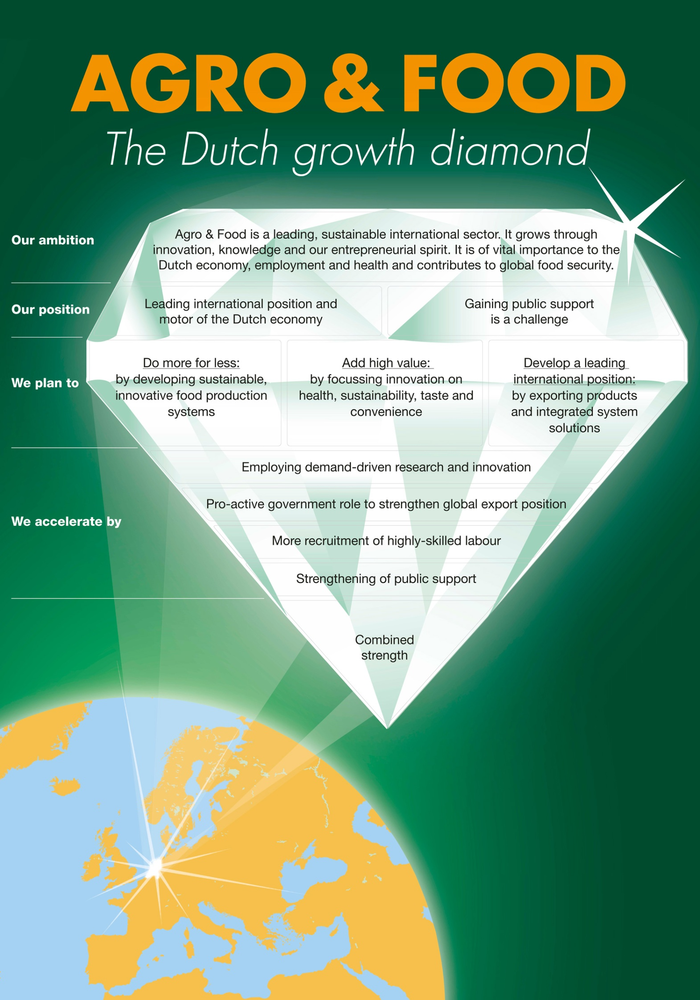 AGRO & FOOD
The Dutch growth diamond
Our ambition
Agro & Food is a leading, sustainable international sector. It grows through
innovation, knowledge and our entrepreneurial spirit. It is of vital importance to the
Dutch economy, employment and health and contributes to global food security.
Our position
Leading international position and
motor of the Dutch economy
Gaining public support
is a challenge
We plan to
Do more for less:
by developing sustainable,
innovative food production
systems
Add high value:
by focussing innovation on
health, sustainability, taste and
convenience
Develop a leading
international position:
by exporting products
and integrated system
solutions
We accelerate by
Employing demand-driven research and innovation
Pro-active government role to strengthen global export position
More recruitment of highly-skilled labour
Strengthening of public support
Combined
strength